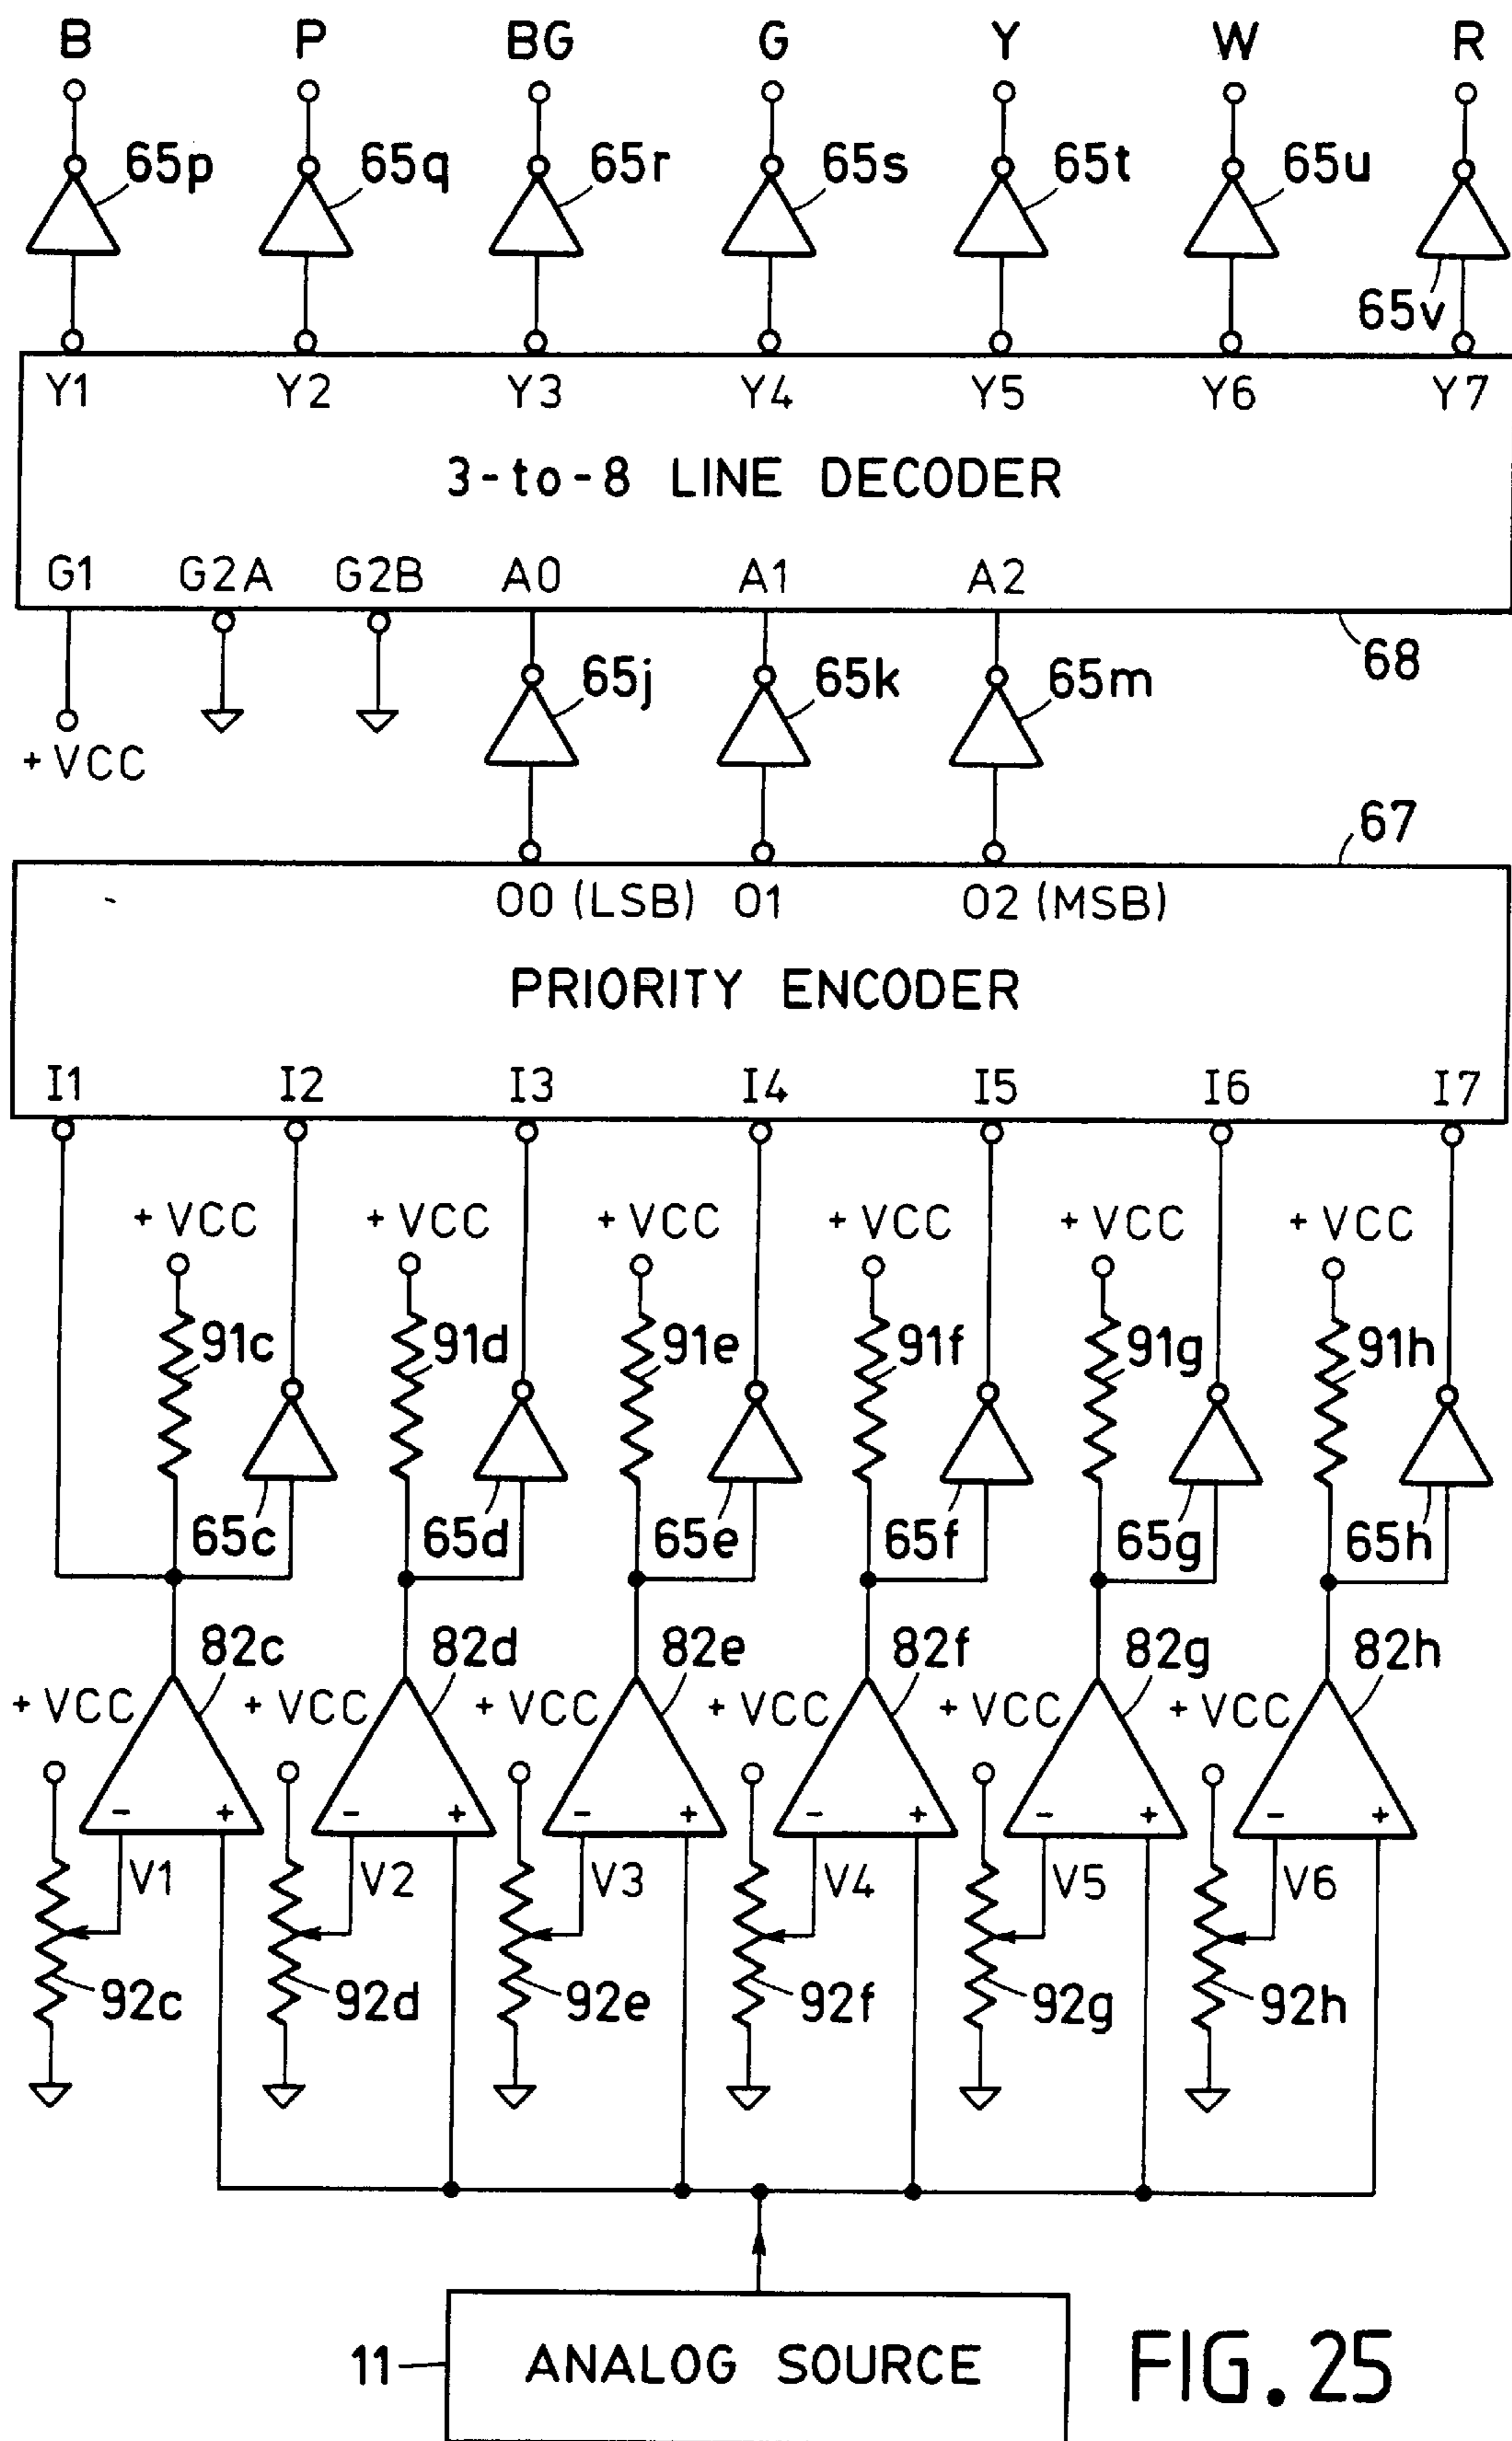 B P BG G Y W R
65p 65q 65r 65s 65t 65u
65v
Y1 Y2 Y3 Y4 Y5 Y6 Y7
3-to-8 LINE DECODER
G1 G2A G2B A0 A1 A2
68
65j 65k 65m
+VCC
67
O0 (LSB) O1 O2 (MSB)
PRIORITY ENCODER
I1 I2 I3 I4 I5 I6 I7
+VCC +VCC +VCC +VCC +VCC +VCC
91c 91d 91e 91f 91g 91h
65c 65d 65e 65f 65g 65h
82c 82d 82e 82f 82g 82h
+VCC +VCC +VCC +VCC +VCC +VCC
- + - + - + - + - + - +
V1 V2 V3 V4 V5 V6
92c 92d 92e 92f 92g 92h
11 ANALOG SOURCE
FIG. 25